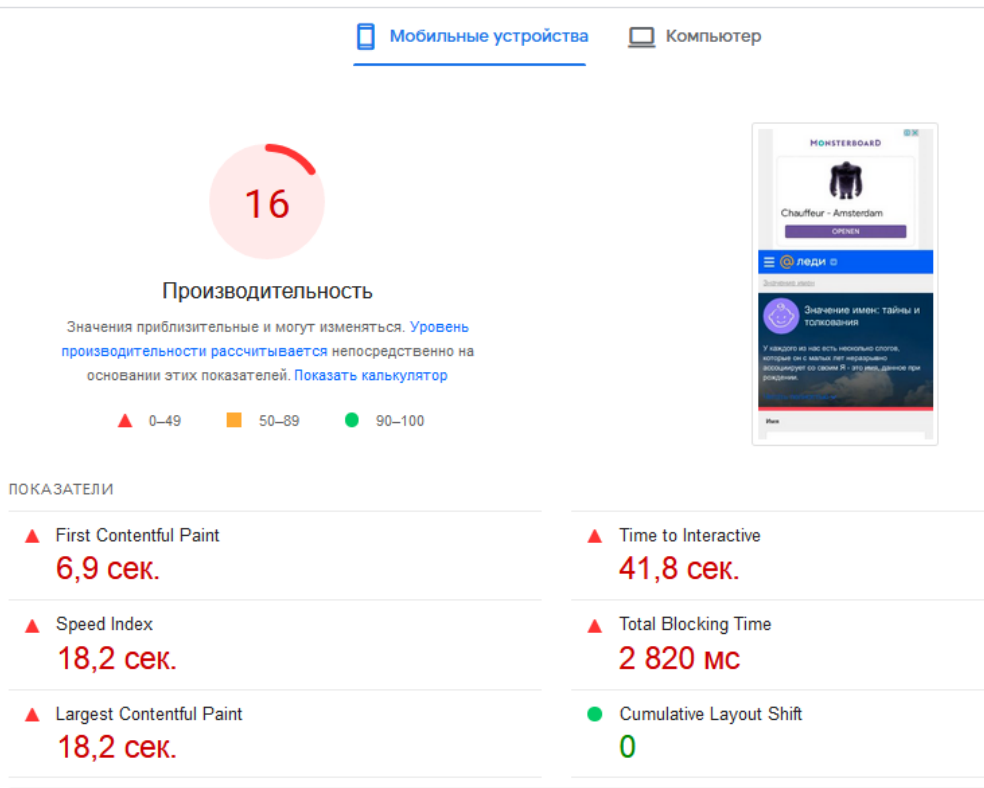 Мобильные устройства
Компьютер
16
Производительность
Значения приблизительные и могут изменяться. Уровень
производительности рассчитывается непосредственно на
основании этих показателей. Показать калькулятор
0–49
50–89
90–100
MONSTERBOARD
Chauffeur - Amsterdam
OPENEN
леди
Значение имен
Значение имен: тайны и
толкования
У каждого из нас есть несколько слогов,
которые он с малых лет неразрывно
ассоциирует со своим Я - это имя, данное при
рождении.
Имя
ПОКАЗАТЕЛИ
First Contentful Paint
6,9 сек.
Time to Interactive
41,8 сек.
Speed Index
18,2 сек.
Total Blocking Time
2 820 мс
Largest Contentful Paint
18,2 сек.
Cumulative Layout Shift
0